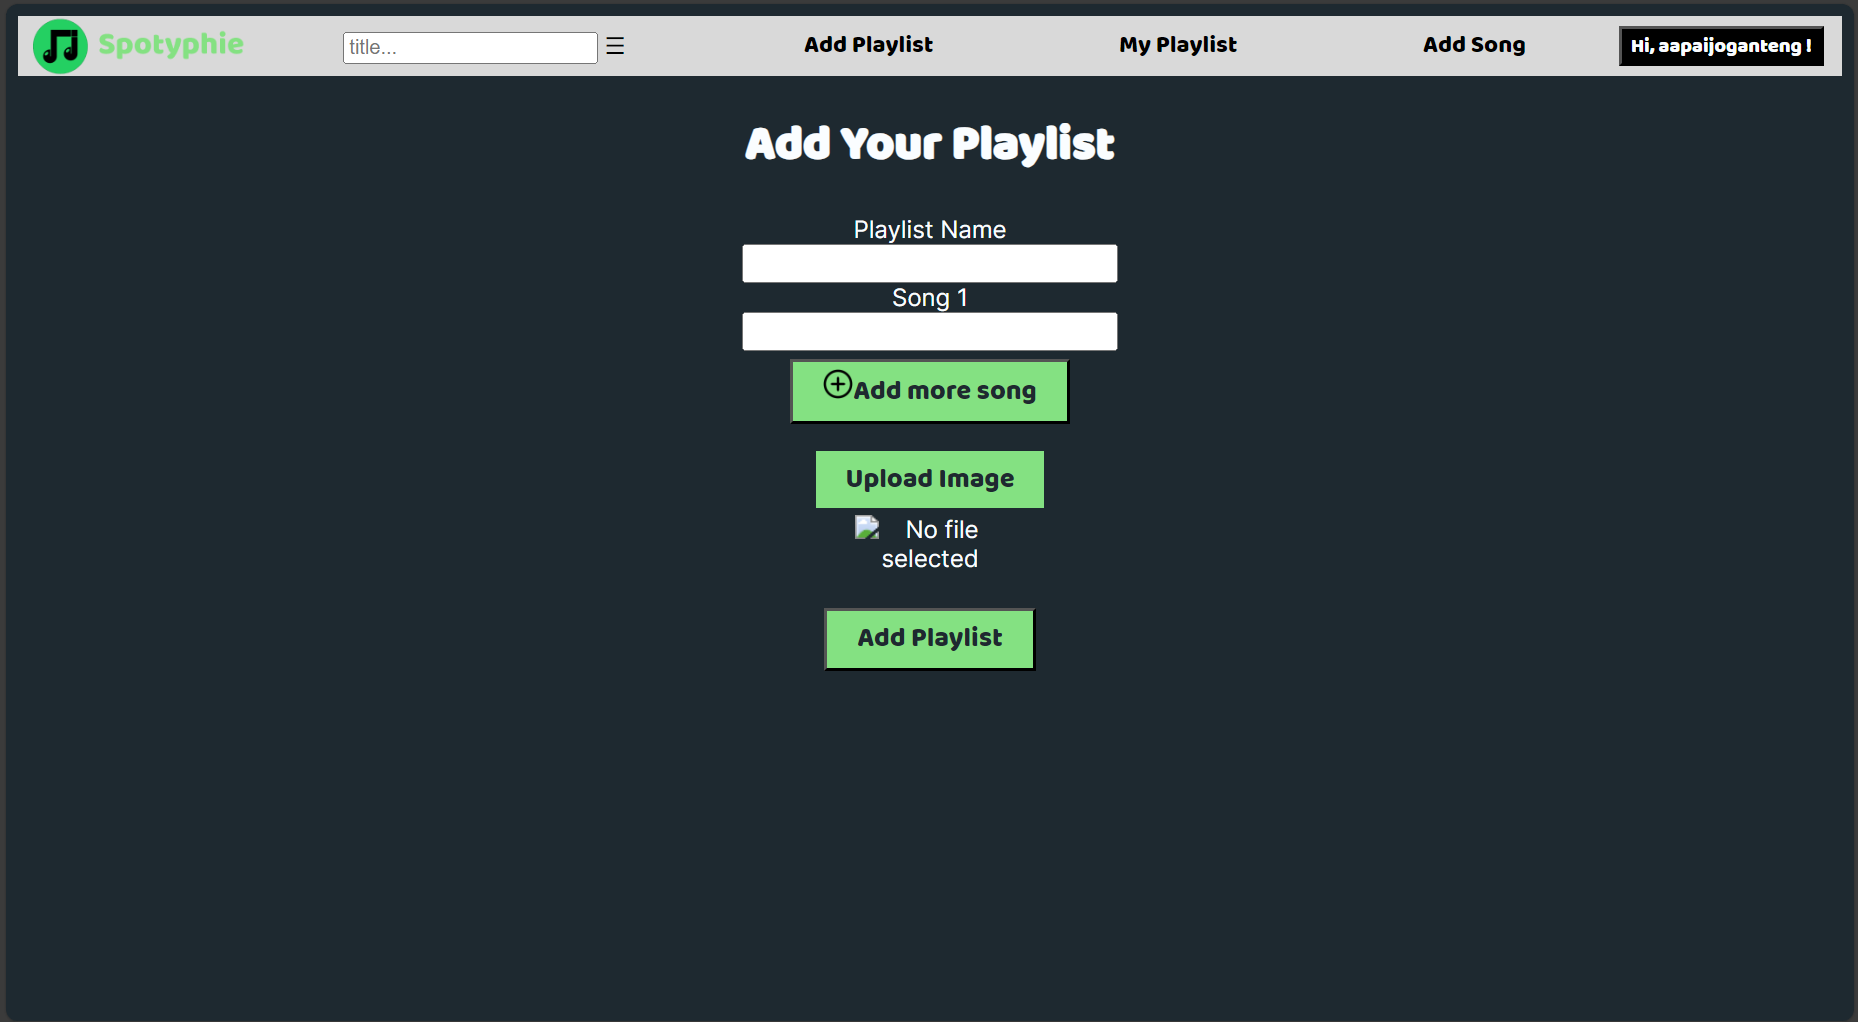 Spotyphie
title...
Add Playlist
My Playlist
Add Song
Hi, aapaijoganteng !
Add Your Playlist
Playlist Name
Song 1
Add more song
Upload Image
No file
selected
Add Playlist